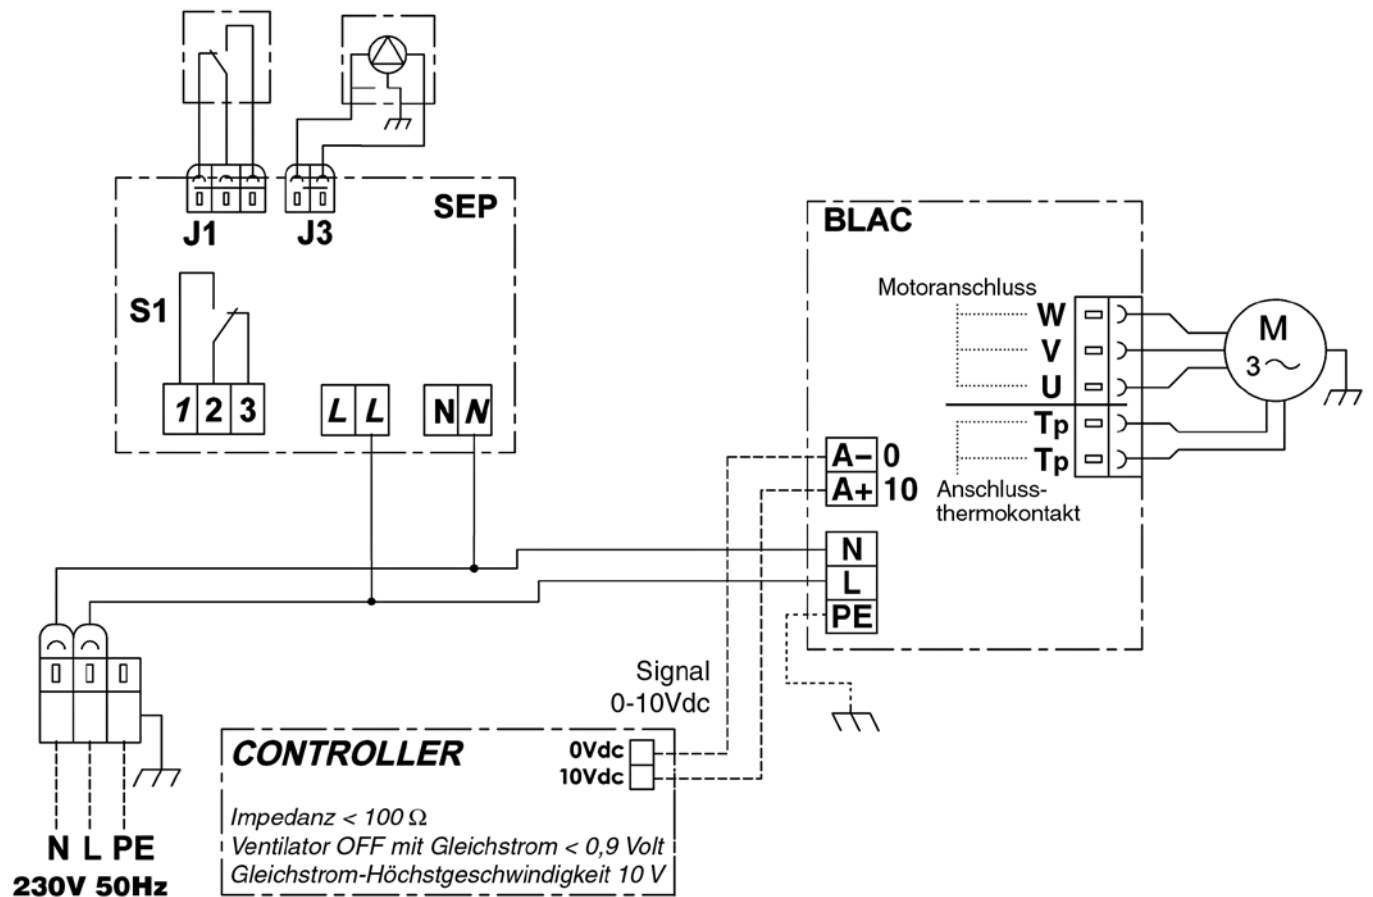 SEP
J1
J3
S1
1 2 3
L L
N N
BLAC
Motoranschluss
W
V
U
Tp
Tp
M
3
A− 0
A+ 10
Anschluss-
thermokontakt
N
L
PE
Signal
0-10Vdc
CONTROLLER
0Vdc
10Vdc
Impedanz < 100 Ω
Ventilator OFF mit Gleichstrom < 0,9 Volt
Gleichstrom-Höchstgeschwindigkeit 10 V
N L PE
230V 50Hz